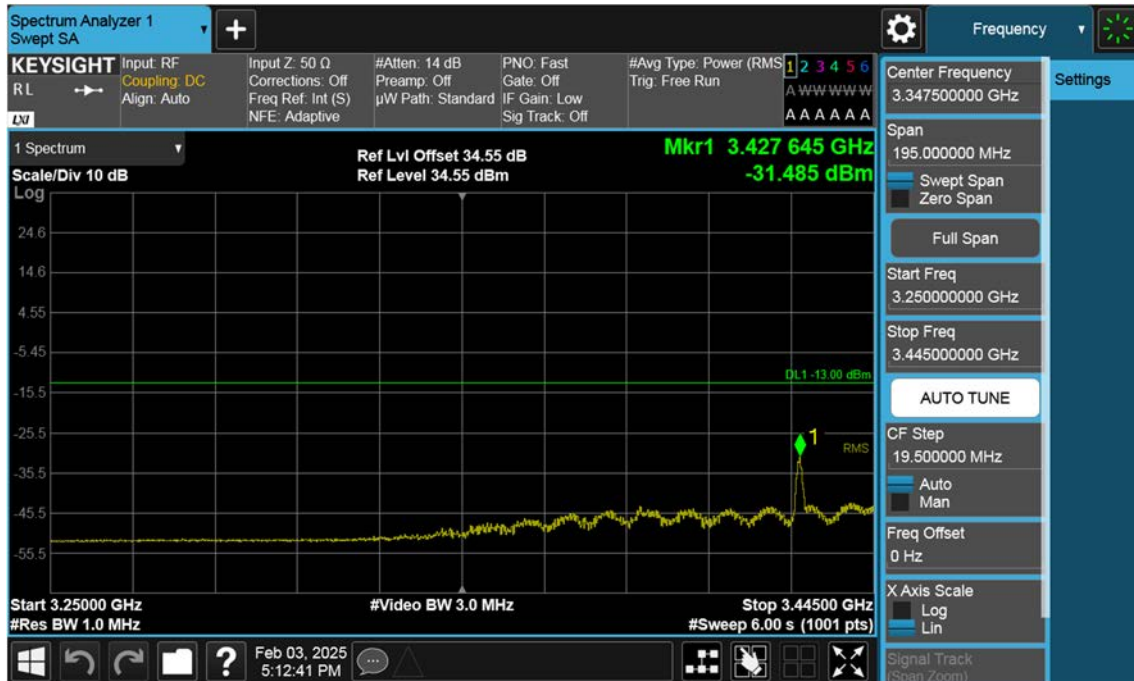 Spectrum Analyzer 1
Swept SA
Frequency
KEYSIGHT
RL
LXI
Input: RF
Coupling: DC
Align: Auto
Input Z: 50 Ω
Corrections: Off
Freq Ref: Int (S)
NFE: Adaptive
#Atten: 14 dB
Preamp: Off
µW Path: Standard
PNO: Fast
Gate: Off
IF Gain: Low
Sig Track: Off
#Avg Type: Power (RMS
Trig: Free Run
1 2 3 4 5 6
A W W W W W
A A A A A A
1 Spectrum
Scale/Div 10 dB
Log
Ref Lvl Offset 34.55 dB
Ref Level 34.55 dBm
Mkr1 3.427 645 GHz
-31.485 dBm
24.6
14.6
4.55
-5.45
-15.5
-25.5
-35.5
-45.5
-55.5
DL1 -13.00 dBm
1
RMS
Start 3.25000 GHz
#Res BW 1.0 MHz
#Video BW 3.0 MHz
Stop 3.44500 GHz
#Sweep 6.00 s (1001 pts)
Feb 03, 2025
5:12:41 PM
Center Frequency
3.347500000 GHz
Span
195.000000 MHz
Swept Span
Zero Span
Full Span
Start Freq
3.250000000 GHz
Stop Freq
3.445000000 GHz
AUTO TUNE
CF Step
19.500000 MHz
Auto
Man
Freq Offset
0 Hz
X Axis Scale
Log
Lin
Signal Track
(Span Zoom)
Settings